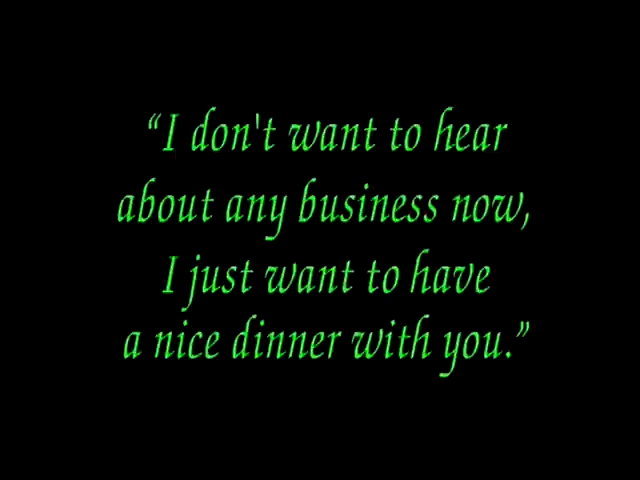 “I don't want to hear
about any business now,
I just want to have
a nice dinner with you.”